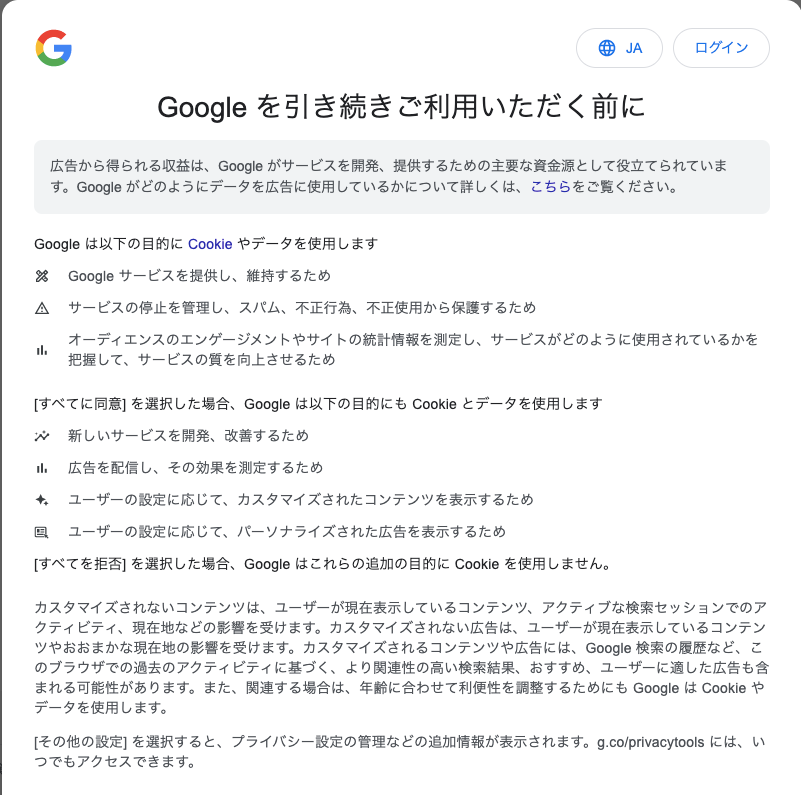 JA
ログイン
Google を引き続きご利用いただく前に
広告から得られる収益は、Google がサービスを開発、提供するための主要な資金源として役立てられていま
す。Google がどのようにデータを広告に使用しているかについて詳しくは、こちらをご覧ください。
Google は以下の目的に Cookie やデータを使用します
Google サービスを提供し、維持するため
サービスの停止を管理し、スパム、不正行為、不正使用から保護するため
オーディエンスのエンゲージメントやサイトの統計情報を測定し、サービスがどのように使用されているかを
把握して、サービスの質を向上させるため
[すべてに同意] を選択した場合、Google は以下の目的にも Cookie とデータを使用します
新しいサービスを開発、改善するため
広告を配信し、その効果を測定するため
ユーザーの設定に応じて、カスタマイズされたコンテンツを表示するため
ユーザーの設定に応じて、パーソナライズされた広告を表示するため
[すべてを拒否] を選択した場合、Google はこれらの追加の目的に Cookie を使用しません。
カスタマイズされないコンテンツは、ユーザーが現在表示しているコンテンツ、アクティブな検索セッションでのア
クティビティ、現在地などの影響を受けます。カスタマイズされない広告は、ユーザーが現在表示しているコンテン
ツやおおまかな現在地の影響を受けます。カスタマイズされるコンテンツや広告には、Google 検索の履歴など、こ
のブラウザでの過去のアクティビティに基づく、より関連性の高い検索結果、おすすめ、ユーザーに適した広告も含
まれる可能性があります。また、関連する場合は、年齢に合わせて利便性を調整するためにも Google は Cookie や
データを使用します。
[その他の設定] を選択すると、プライバシー設定の管理などの追加情報が表示されます。g.co/privacytools には、い
つでもアクセスできます。